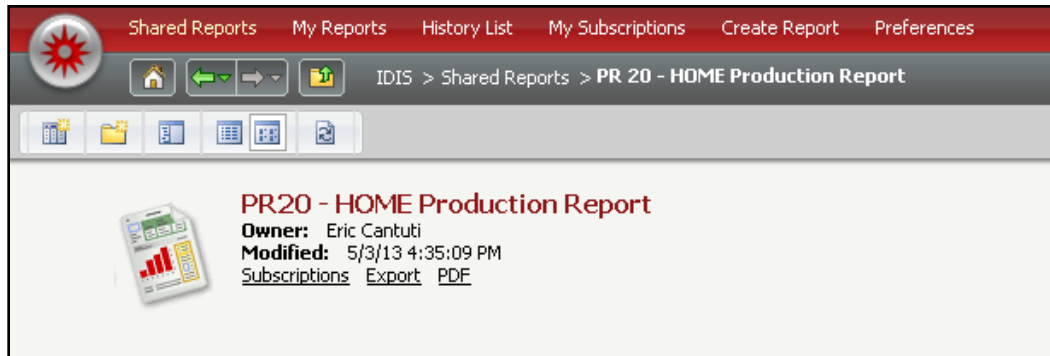 Shared Reports My Reports History List My Subscriptions Create Report Preferences
IDIS > Shared Reports > PR 20 - HOME Production Report
PR20 - HOME Production Report
Owner: Eric Cantuti
Modified: 5/3/13 4:35:09 PM
Subscriptions Export PDF